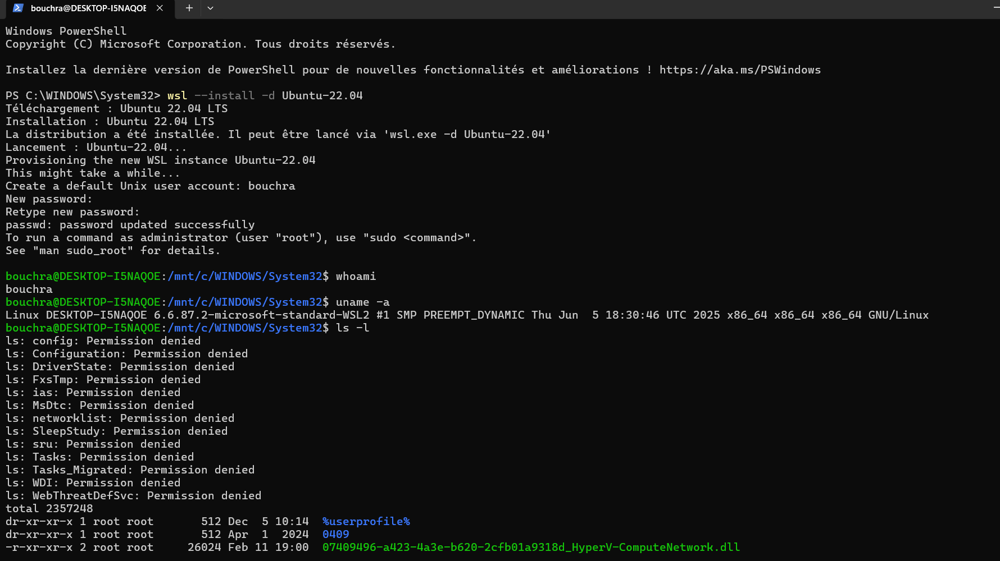 bouchra@DESKTOP-I5NAQOE
Windows PowerShell
Copyright (C) Microsoft Corporation. Tous droits réservés.
Installez la dernière version de PowerShell pour de nouvelles fonctionnalités et améliorations ! https://aka.ms/PSWindows
PS C:\WINDOWS\System32> wsl --install -d Ubuntu-22.04
Téléchargement : Ubuntu 22.04 LTS
Installation : Ubuntu 22.04 LTS
La distribution a été installée. Il peut être lancé via 'wsl.exe -d Ubuntu-22.04'
Lancement : Ubuntu-22.04...
Provisioning the new WSL instance Ubuntu-22.04
This might take a while...
Create a default Unix user account: bouchra
New password:
Retype new password:
passwd: password updated successfully
To run a command as administrator (user "root"), use "sudo <command>".
See "man sudo_root" for details.
bouchra@DESKTOP-I5NAQOE:/mnt/c/WINDOWS/System32$ whoami
bouchra
bouchra@DESKTOP-I5NAQOE:/mnt/c/WINDOWS/System32$ uname -a
Linux DESKTOP-I5NAQOE 6.6.87.2-microsoft-standard-WSL2 #1 SMP PREEMPT_DYNAMIC Thu Jun  5 18:30:46 UTC 2025 x86_64 x86_64 x86_64 GNU/Linux
bouchra@DESKTOP-I5NAQOE:/mnt/c/WINDOWS/System32$ ls -l
ls: config: Permission denied
ls: Configuration: Permission denied
ls: DriverState: Permission denied
ls: FxsTmp: Permission denied
ls: ias: Permission denied
ls: MsDtc: Permission denied
ls: networklist: Permission denied
ls: SleepStudy: Permission denied
ls: sru: Permission denied
ls: Tasks: Permission denied
ls: Tasks_Migrated: Permission denied
ls: WDI: Permission denied
ls: WebThreatDefSvc: Permission denied
total 2357248
dr-xr-xr-x 1 root root       512 Dec  5 10:14  %userprofile%
dr-xr-xr-x 1 root root       512 Apr  1  2024  0409
-r-xr-xr-x 2 root root     26024 Feb 11 19:00  07409496-a423-4a3e-b620-2cfb01a9318d_HyperV-ComputeNetwork.dll